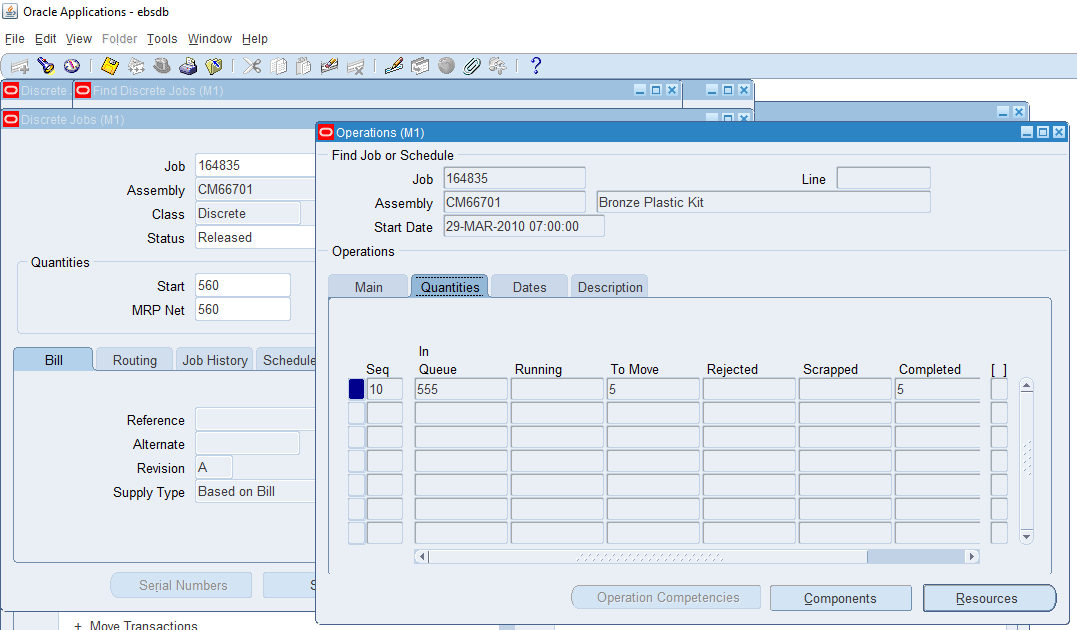 Oracle Applications - ebsdb
File Edit View Folder Tools Window Help
?
Discrete
Find Discrete Jobs (M1)
Discrete Jobs (M1)
Job 164835
Assembly CM66701
Class Discrete
Status Released
Quantities
Start 560
MRP Net 560
Bill Routing Job History Schedule
Reference
Alternate
Revision A
Supply Type Based on Bill
Serial Numbers S
+ Move Transactions
Operations (M1)
Find Job or Schedule
Job 164835 Line
Assembly CM66701 Bronze Plastic Kit
Start Date 29-MAR-2010 07:00:00
Operations
Main Quantities Dates Description
In
Seq Queue Running To Move Rejected Scrapped Completed [ ]
10 555 5 5
Operation Competencies Components Resources